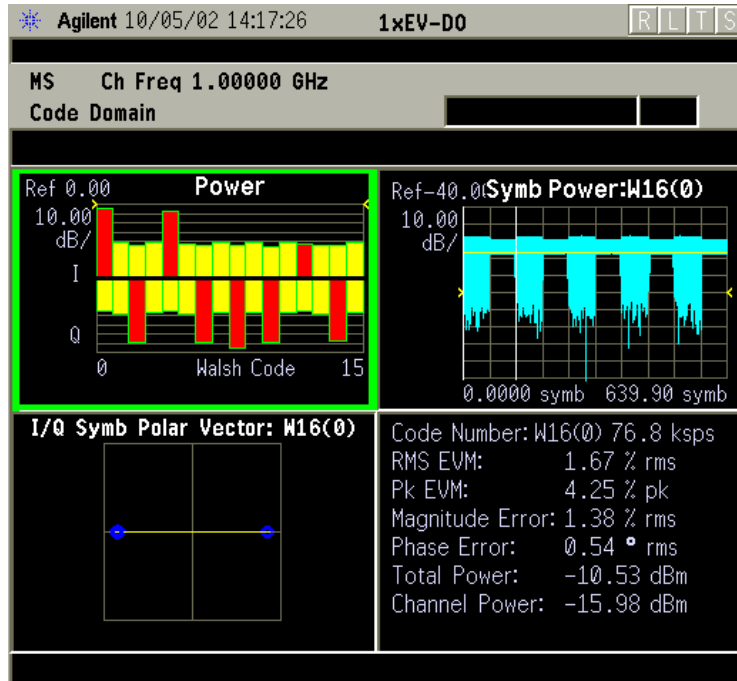 Agilent 10/05/02 14:17:26 1xEV-DO R L T S
MS Ch Freq 1.00000 GHz
Code Domain
Ref 0.00 Power
10.00
dB/
I
Q
0 Walsh Code 15
Ref-40.00 Symb Power:W16(0)
10.00
dB/
0.0000 symb 639.90 symb
I/Q Symb Polar Vector: W16(0)
Code Number: W16(0) 76.8 ksps
RMS EVM: 1.67 % rms
Pk EVM: 4.25 % pk
Magnitude Error: 1.38 % rms
Phase Error: 0.54 ° rms
Total Power: -10.53 dBm
Channel Power: -15.98 dBm